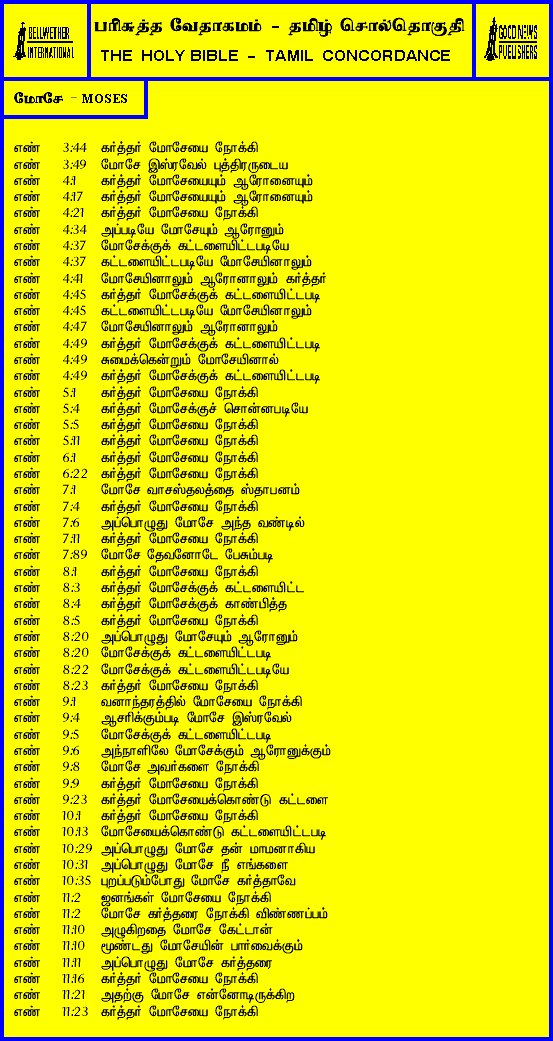 BELLWETHER
INTERNATIONAL
பரிசுத்த வேதாகமம் - தமிழ் சொல்தொகுதி
THE HOLY BIBLE - TAMIL CONCORDANCE
GOOD NEWS
PUBLISHERS
மோசே - MOSES
எண் 3:44 கர்த்தர் மோசேயை நோக்கி
எண் 3:49 மோசே இஸ்ரவேல் புத்திரருடைய
எண் 4:1 கர்த்தர் மோசேயையும் ஆரோனையும்
எண் 4:17 கர்த்தர் மோசேயையும் ஆரோனையும்
எண் 4:21 கர்த்தர் மோசேயை நோக்கி
எண் 4:34 அப்படியே மோசேயும் ஆரோனும்
எண் 4:37 மோசேக்குக் கட்டளையிட்டபடியே
எண் 4:37 கட்டளையிட்டபடியே மோசேயினாலும்
எண் 4:41 மோசேயினாலும் ஆரோனாலும் கர்த்தர்
எண் 4:45 கர்த்தர் மோசேக்குக் கட்டளையிட்டபடி
எண் 4:45 கட்டளையிட்டபடியே மோசேயினாலும்
எண் 4:47 மோசேயினாலும் ஆரோனாலும்
எண் 4:49 கர்த்தர் மோசேக்குக் கட்டளையிட்டபடி
எண் 4:49 சுமைக்கென்றும் மோசேயினால்
எண் 4:49 கர்த்தர் மோசேக்குக் கட்டளையிட்டபடி
எண் 5:1 கர்த்தர் மோசேயை நோக்கி
எண் 5:4 கர்த்தர் மோசேக்குச் சொன்னபடியே
எண் 5:5 கர்த்தர் மோசேயை நோக்கி
எண் 5:11 கர்த்தர் மோசேயை நோக்கி
எண் 6:1 கர்த்தர் மோசேயை நோக்கி
எண் 6:22 கர்த்தர் மோசேயை நோக்கி
எண் 7:1 மோசே வாசஸ்தலத்தை ஸ்தாபனம்
எண் 7:4 கர்த்தர் மோசேயை நோக்கி
எண் 7:6 அப்பொழுது மோசே அந்த வண்டில்
எண் 7:11 கர்த்தர் மோசேயை நோக்கி
எண் 7:89 மோசே தேவனோடே பேசும்படி
எண் 8:1 கர்த்தர் மோசேயை நோக்கி
எண் 8:3 கர்த்தர் மோசேக்குக் கட்டளையிட்ட
எண் 8:4 கர்த்தர் மோசேக்குக் காண்பித்த
எண் 8:5 கர்த்தர் மோசேயை நோக்கி
எண் 8:20 அப்பொழுது மோசேயும் ஆரோனும்
எண் 8:20 மோசேக்குக் கட்டளையிட்டபடி
எண் 8:22 மோசேக்குக் கட்டளையிட்டபடியே
எண் 8:23 கர்த்தர் மோசேயை நோக்கி
எண் 9:1 வனாந்தரத்தில் மோசேயை நோக்கி
எண் 9:4 ஆசரிக்கும்படி மோசே இஸ்ரவேல்
எண் 9:5 மோசேக்குக் கட்டளையிட்டபடி
எண் 9:6 அந்நாளிலே மோசேக்கும் ஆரோனுக்கும்
எண் 9:8 மோசே அவர்களை நோக்கி
எண் 9:9 கர்த்தர் மோசேயை நோக்கி
எண் 9:23 கர்த்தர் மோசேயைக்கொண்டு கட்டளை
எண் 10:1 கர்த்தர் மோசேயை நோக்கி
எண் 10:13 மோசேயைக்கொண்டு கட்டளையிட்டபடி
எண் 10:29 அப்பொழுது மோசே தன் மாமனாகிய
எண் 10:31 அப்பொழுது மோசே நீ எங்களை
எண் 10:35 புறப்படும்போது மோசே கர்த்தாவே
எண் 11:2 ஜனங்கள் மோசேயை நோக்கி
எண் 11:2 மோசே கர்த்தரை நோக்கி விண்ணப்பம்
எண் 11:10 அழுகிறதை மோசே கேட்டான்
எண் 11:10 மூண்டது மோசேயின் பார்வைக்கும்
எண் 11:11 அப்பொழுது மோசே கர்த்தரை
எண் 11:16 கர்த்தர் மோசேயை நோக்கி
எண் 11:21 அதற்கு மோசே என்னோடிருக்கிற
எண் 11:23 கர்த்தர் மோசேயை நோக்கி